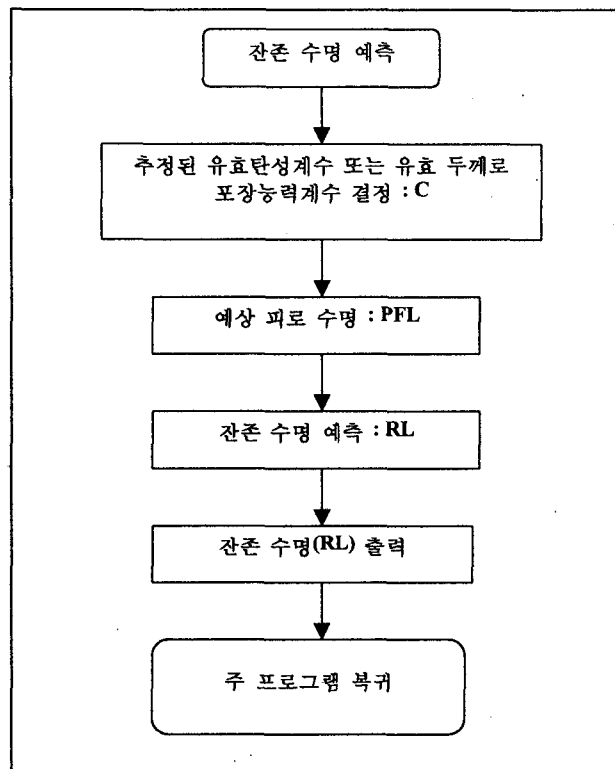 잔존 수명 예측
추정된 유효탄성계수 또는 유효 두께로
포장능력계수 결정 : C
예상 피로 수명 : PFL
잔존 수명 예측 : RL
잔존 수명(RL) 출력
주 프로그램 복귀